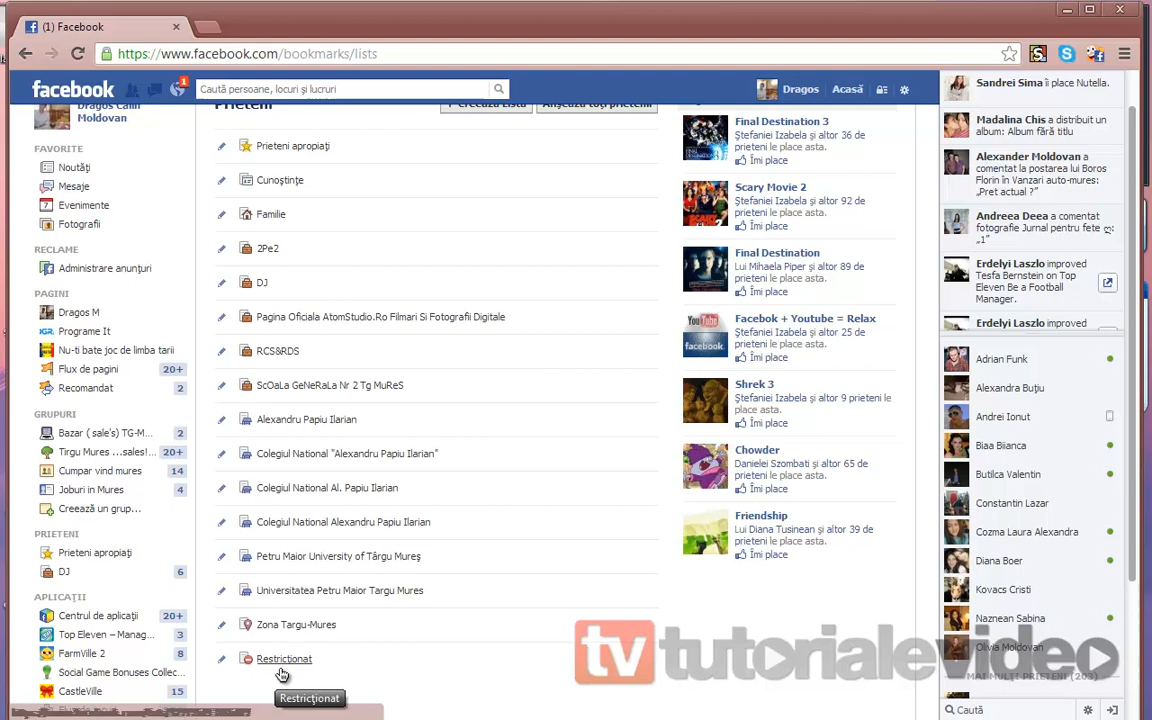 (1) Facebook
https://www.facebook.com/bookmarks/lists
facebook
1
Caută persoane, locuri și lucruri
Dragos
Acasă
Dragos Calin
Moldovan
FAVORITE
Noutăți
Mesaje
Evenimente
Fotografii
RECLAME
Administrare anunțuri
PAGINI
Dragos M
Programe It
Nu-ti bate joc de limba tarii
Flux de pagini 20+
Recomandat 2
GRUPURI
Bazar ( sale's) TG-M... 2
Tirgu Mures ...sales!... 20+
Cumpar vind mures 14
Joburi in Mures 4
Creează un grup...
PRIETENI
Prieteni apropiați
DJ 6
APLICAȚII
Centrul de aplicații 20+
Top Eleven – Manag... 3
FarmVille 2 8
Social Game Bonuses Collec...
CastleVille 15
Prieteni
+ Creează Listă
Afișează toți prietenii
Prieteni apropiați
Cunoștințe
Familie
2Pe2
DJ
Pagina Oficiala AtomStudio.Ro Filmari Si Fotografii Digitale
RCS&RDS
ScOaLa GeNeRaLa Nr 2 Tg MuReS
Alexandru Papiu Ilarian
Colegiul National "Alexandru Papiu Ilarian"
Colegiul National Al. Papiu Ilarian
Colegiul National Alexandru Papiu Ilarian
Petru Maior University of Târgu Mureș
Universitatea Petru Maior Targu Mures
Zona Targu-Mures
Restricționat
Restricționat
Final Destination 3
Ștefaniei Izabela și altor 36 de
prieteni le place asta.
Îmi place
Scary Movie 2
Ștefaniei Izabela și altor 92 de
prieteni le place asta.
Îmi place
Final Destination
Lui Mihaela Piper și altor 89 de
prieteni le place asta.
Îmi place
YouTube
facebook.
Facebok + Youtube = Relax
Ștefaniei Izabela și altor 25 de
prieteni le place asta.
Îmi place
Shrek 3
Ștefaniei Izabela și altor 9 prieteni le
place asta.
Îmi place
Chowder
Danielei Szombati și altor 65 de
prieteni le place asta.
Îmi place
Friendship
Lui Diana Tusinean și altor 39 de
prieteni le place asta.
Îmi place
Sandrei Sima îi place Nutella.
Madalina Chis a distribuit un
album: Album fără titlu
Alexander Moldovan a
comentat la postarea lui Boros
Florin în Vanzari auto-mures:
„Pret actual ?”
Andreea Deea a comentat
fotografie Jurnal pentru fete ღ:
„1”
Erdelyi Laszlo improved
Tesfa Bernstein on Top
Eleven Be a Football
Manager.
Erdelyi Laszlo improved
Adrian Funk
Alexandra Buțiu
Andrei Ionut
Biaa Biianca
Butilca Valentin
Constantin Lazar
Cozma Laura Alexandra
Diana Boer
Kovacs Cristi
Naznean Sabina
Olivia Moldovan
MAI MULȚI PRIETENI (203)
Caută
tv tutorialevideo